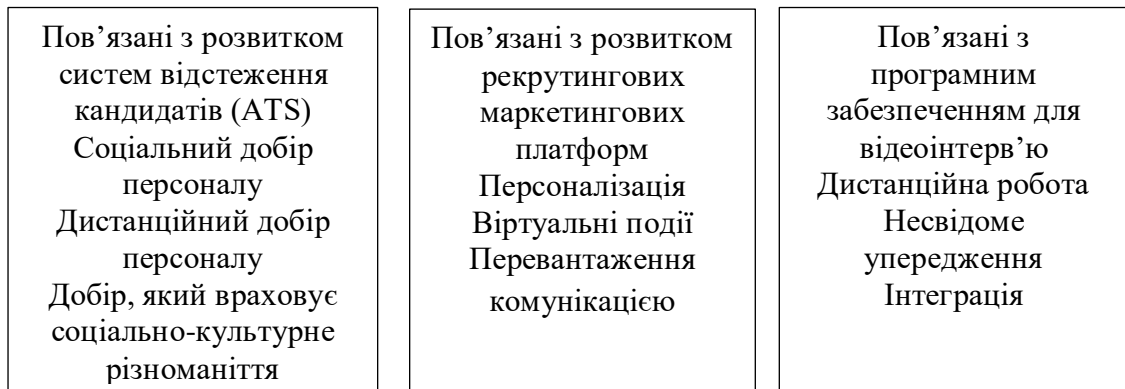 Пов’язані з розвитком
систем відстеження
кандидатів (ATS)
Соціальний добір
персоналу
Дистанційний добір
персоналу
Добір, який враховує
соціально-культурне
різноманіття
Пов’язані з розвитком
рекрутингових
маркетингових
платформ
Персоналізація
Віртуальні події
Перевантаження
комунікацією
Пов’язані з
програмним
забезпеченням для
відеоінтерв’ю
Дистанційна робота
Несвідоме
упередження
Інтеграція